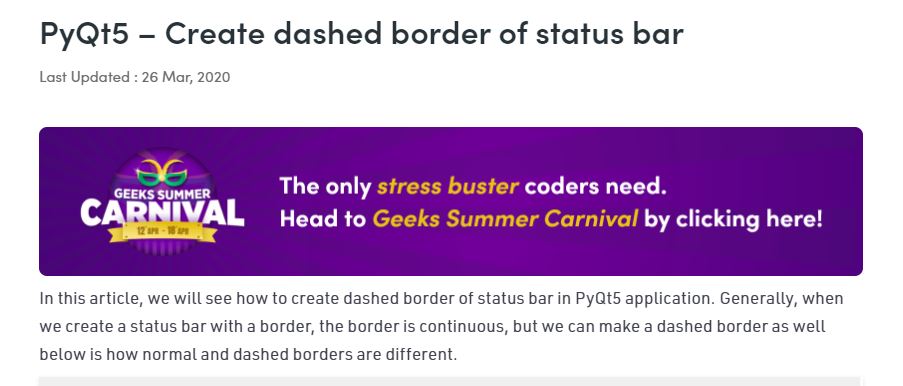 PyQt5 – Create dashed border of status bar
Last Updated : 26 Mar, 2020
GEEKS SUMMER
CARNIVAL
12 APR - 18 APR
The only stress buster coders need.
Head to Geeks Summer Carnival by clicking here!
In this article, we will see how to create dashed border of status bar in PyQt5 application. Generally, when
we create a status bar with a border, the border is continuous, but we can make a dashed border as well
below is how normal and dashed borders are different.